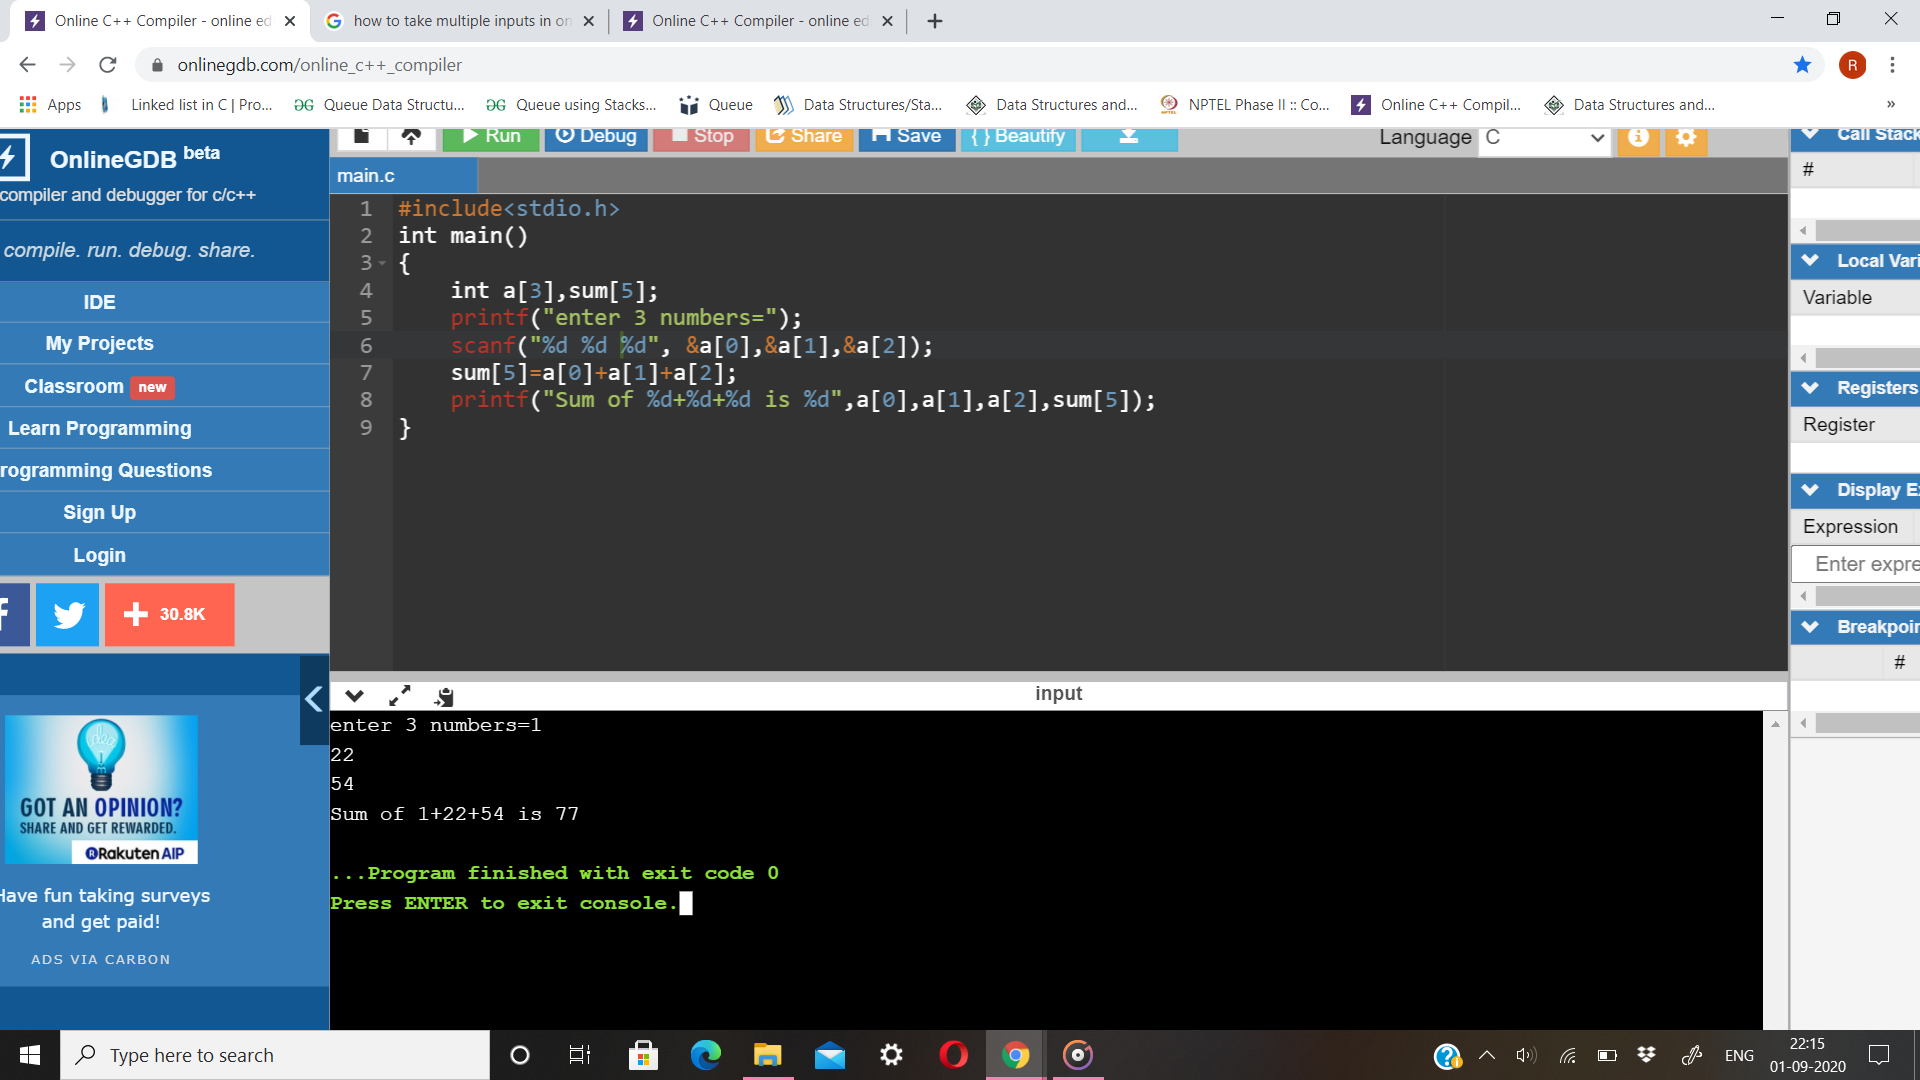 Online C++ Compiler - online ed
how to take multiple inputs in on
Online C++ Compiler - online ed
onlinegdb.com/online_c++_compiler
R
Apps
Linked list in C | Pro...
Queue Data Structu...
Queue using Stacks...
Queue
Data Structures/Sta...
Data Structures and...
NPTEL Phase II :: Co...
Online C++ Compil...
Data Structures and...
»
OnlineGDB beta
compiler and debugger for c/c++
compile. run. debug. share.
IDE
My Projects
Classroom new
Learn Programming
rogramming Questions
Sign Up
Login
30.8K
GOT AN OPINION?
SHARE AND GET REWARDED.
Rakuten AIP
Have fun taking surveys
and get paid!
ADS VIA CARBON
Run
Debug
Stop
Share
Save
{ } Beautify
Language C
main.c
1 #include<stdio.h>
2 int main()
3 {
4 int a[3],sum[5];
5 printf("enter 3 numbers=");
6 scanf("%d %d %d", &a[0],&a[1],&a[2]);
7 sum[5]=a[0]+a[1]+a[2];
8 printf("Sum of %d+%d+%d is %d",a[0],a[1],a[2],sum[5]);
9 }
input
enter 3 numbers=1
22
54
Sum of 1+22+54 is 77
...Program finished with exit code 0
Press ENTER to exit console.
Call Stack
#
Local Vari
Variable
Registers
Register
Display E
Expression
Enter expre
Breakpoin
#
Type here to search
ENG
22:15
01-09-2020